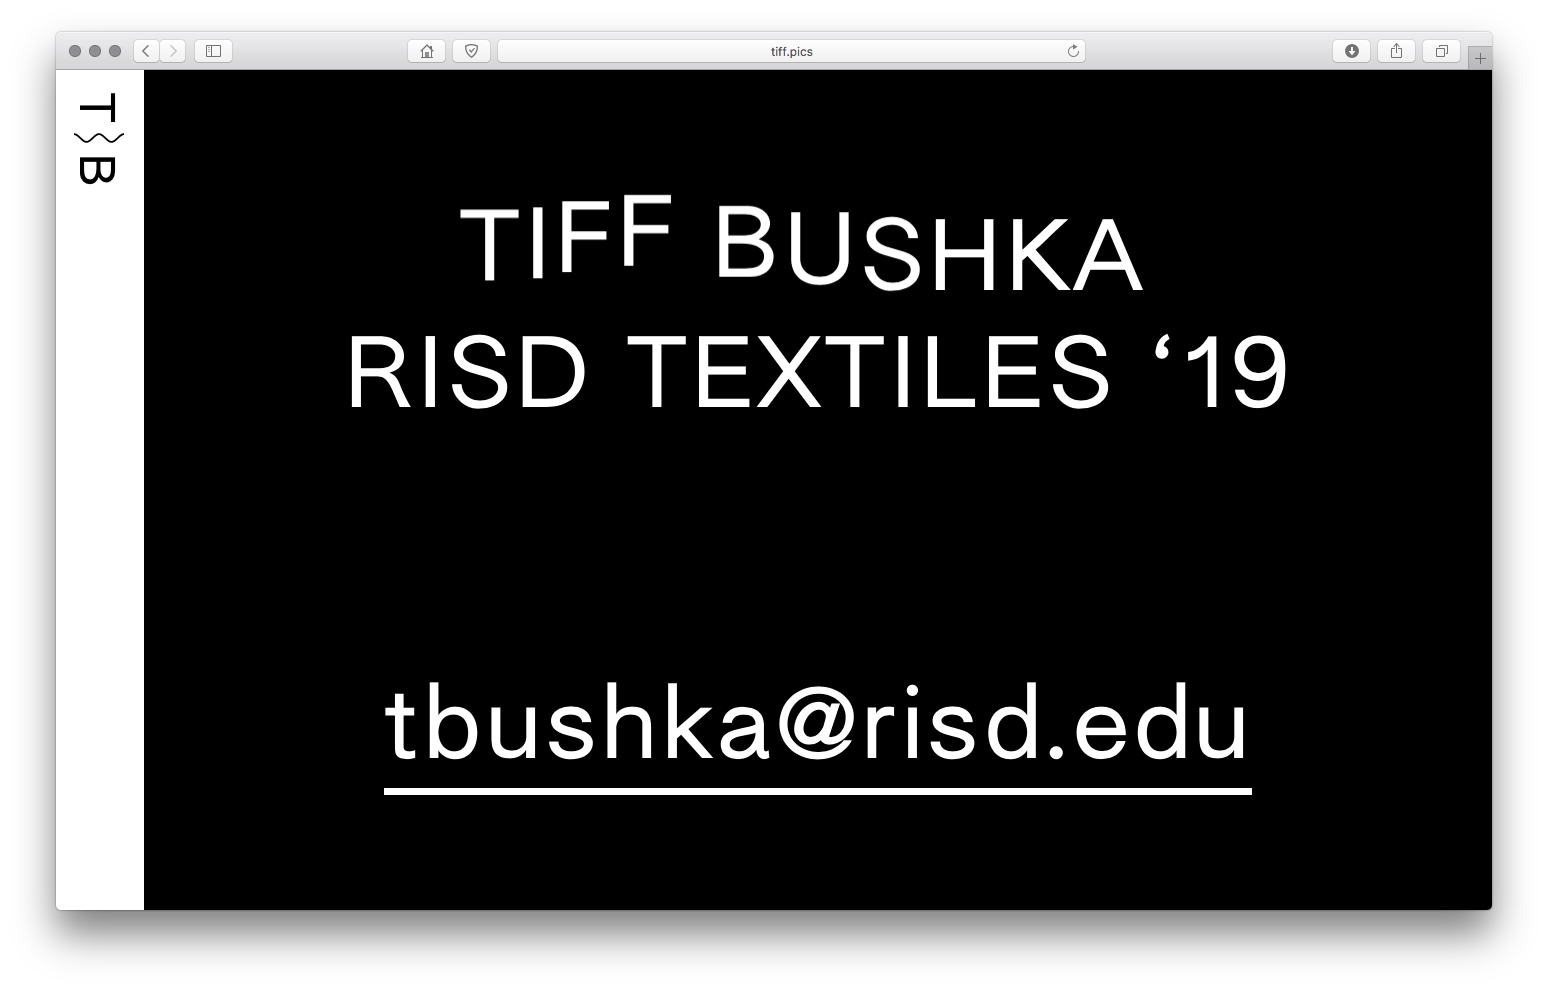 tiff.pics
T B
TIFF BUSHKA
RISD TEXTILES ‘19
tbushka@risd.edu